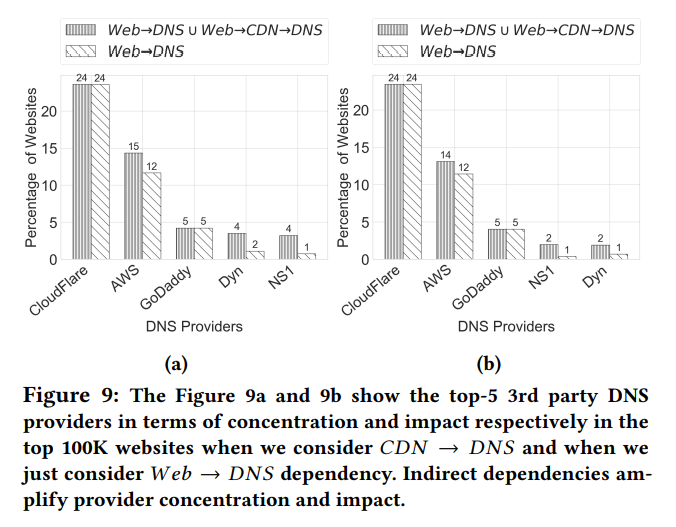 Web→DNS ∪ Web→CDN→DNS
Web→DNS
Percentage of Websites
20
15
10
5
0
24 24
15
12
5 5
4
2
4
1
CloudFlare
AWS
GoDaddy
Dyn
NS1
DNS Providers
(a)
Web→DNS ∪ Web→CDN→DNS
Web→DNS
Percentage of Websites
20
15
10
5
0
24 24
14
12
5 5
2
1
2
1
CloudFlare
AWS
GoDaddy
NS1
Dyn
DNS Providers
(b)
Figure 9: The Figure 9a and 9b show the top-5 3rd party DNS
providers in terms of concentration and impact respectively in the
top 100K websites when we consider CDN → DNS and when we
just consider Web → DNS dependency. Indirect dependencies am-
plify provider concentration and impact.